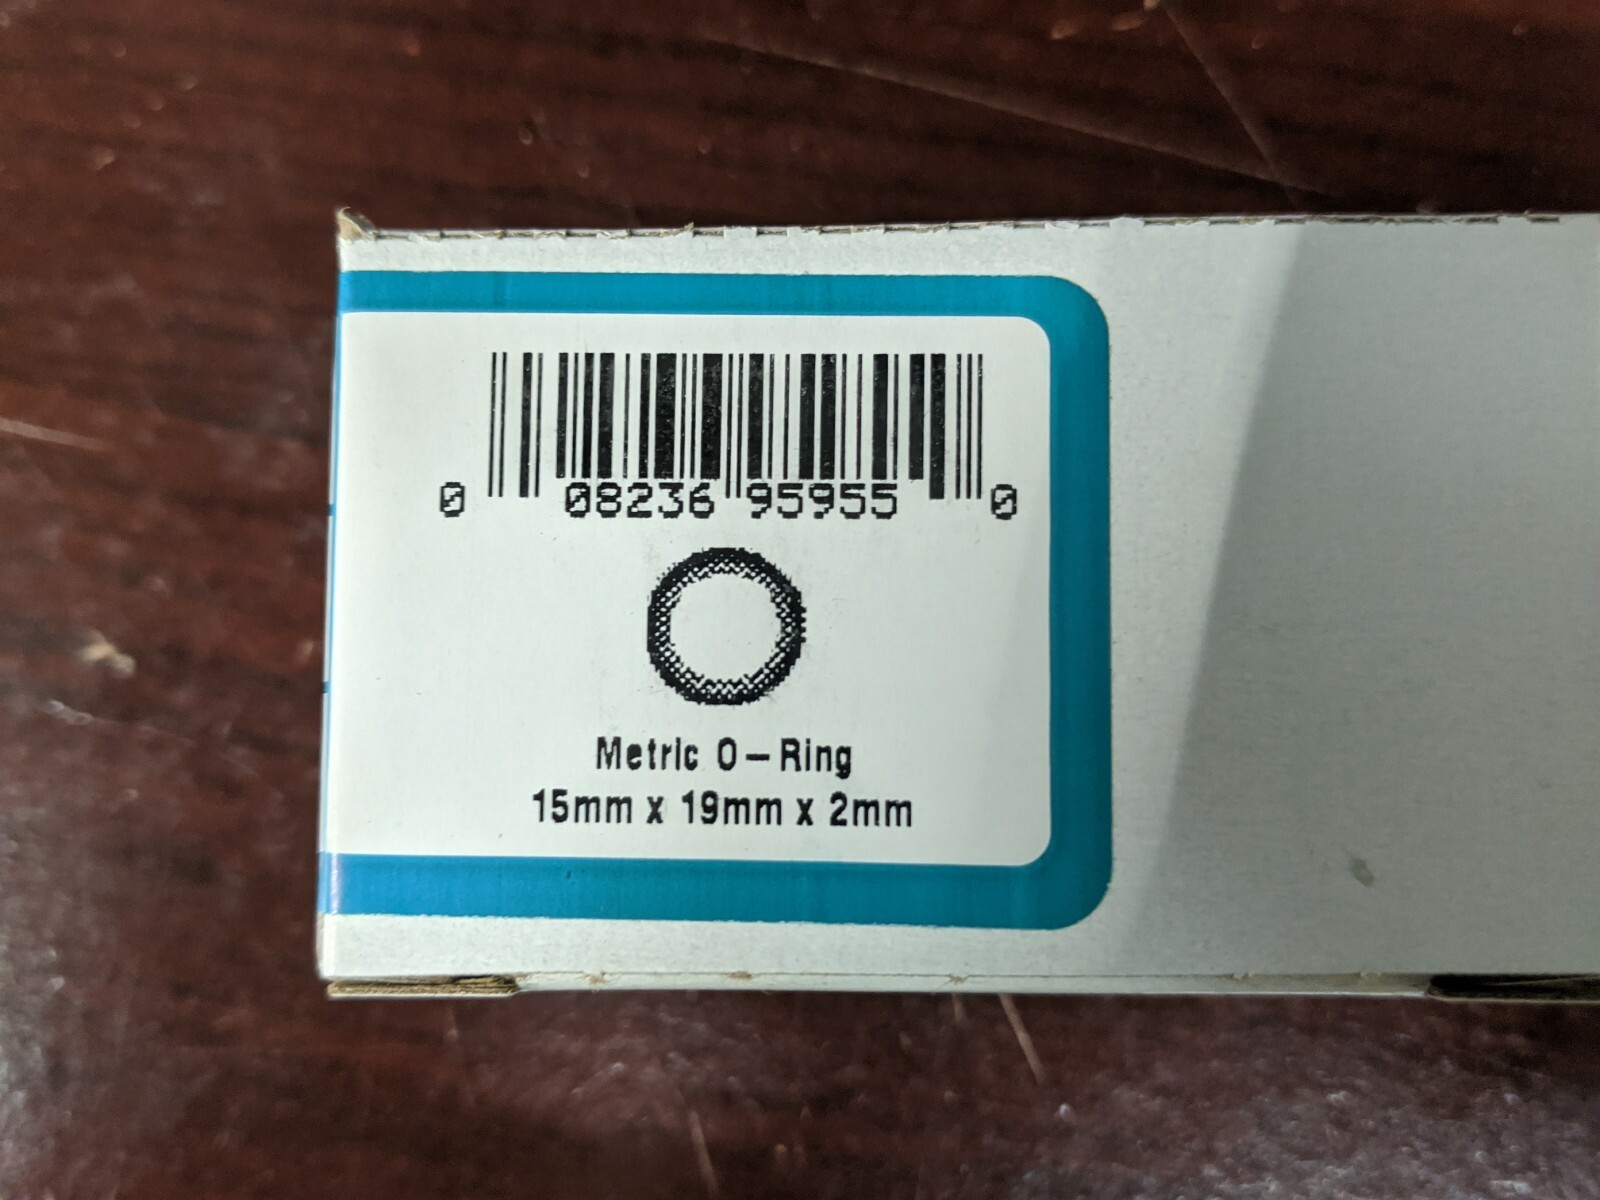 0 08236 95955 0
Metric O-Ring
15mm x 19mm x 2mm